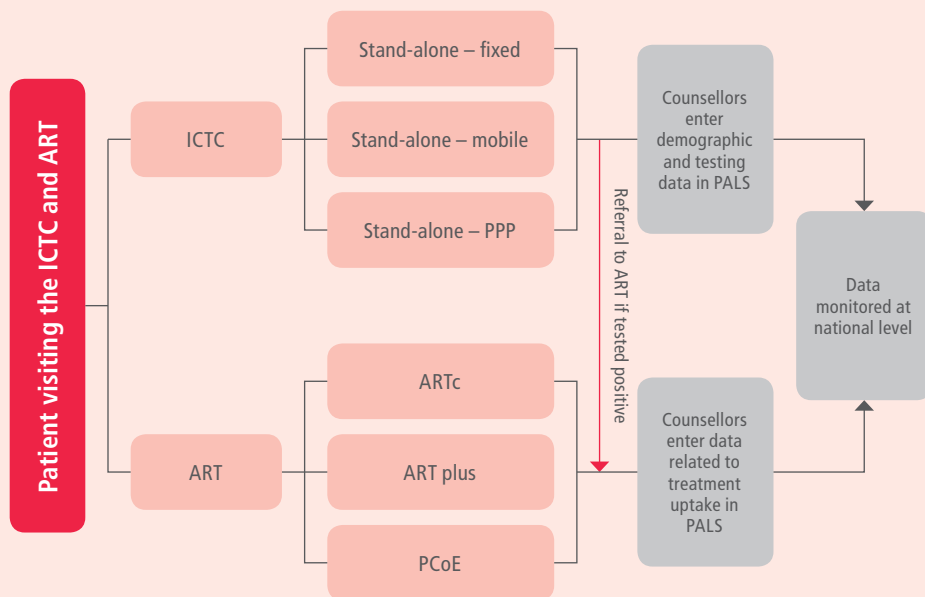 Patient visiting the ICTC and ART
ICTC
Stand-alone – fixed
Stand-alone – mobile
Stand-alone – PPP
Counsellors
enter
demographic
and testing
data in PALS
Referral to ART if tested positive
Data
monitored at
national level
ART
ARTc
ART plus
PCoE
Counsellors
enter data
related to
treatment
uptake in
PALS